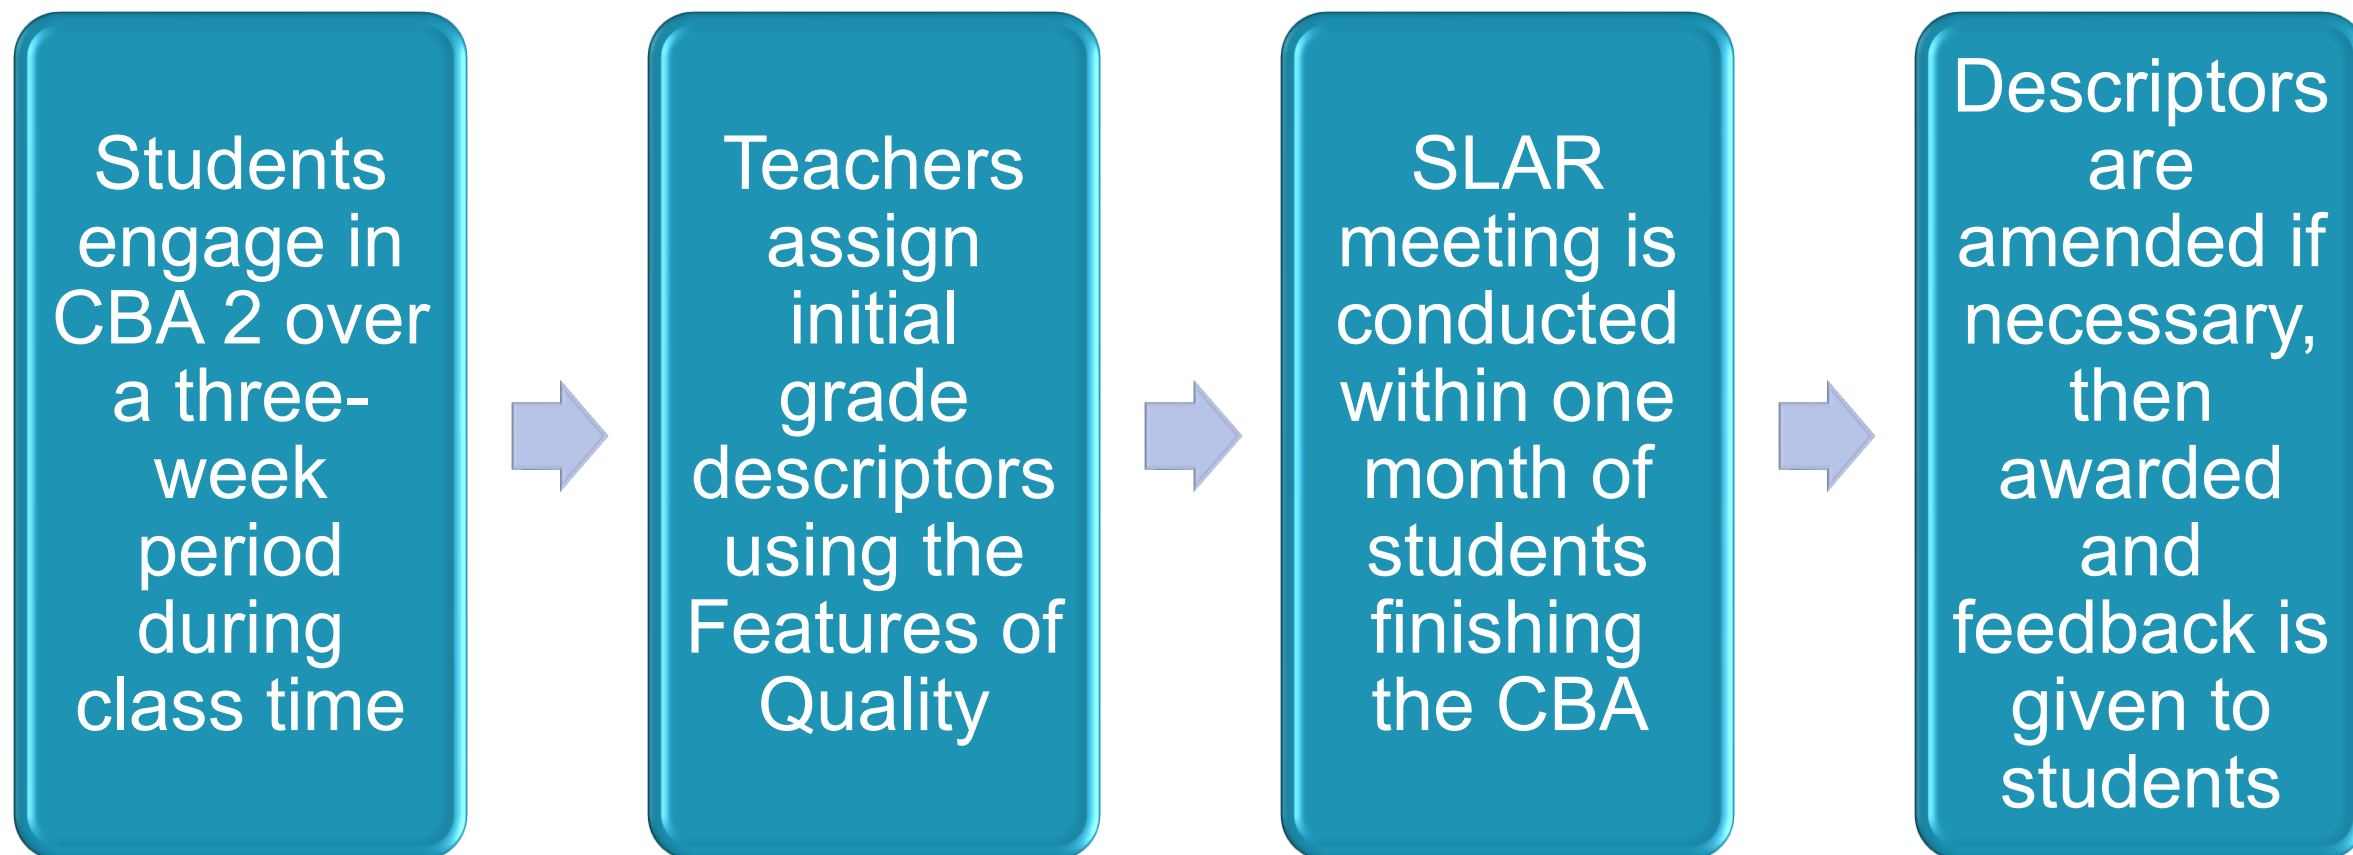 Students
engage in
CBA 2 over
a three-
week
period
during
class time
Teachers
assign
initial
grade
descriptors
using the
Features of
Quality
SLAR
meeting is
conducted
within one
month of
students
finishing
the CBA
Descriptors
are
amended if
necessary,
then
awarded
and
feedback is
given to
students